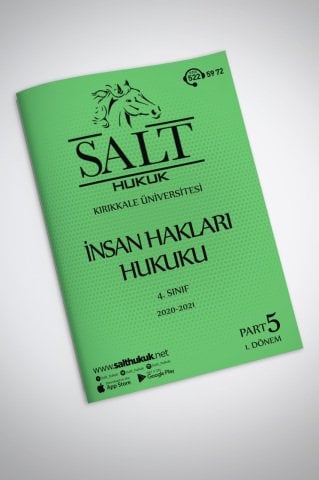 522 69 72
SALT
HUKUK
KIRIKKALE ÜNİVERSİTESİ
İNSAN HAKLARI
HUKUKU
4. SINIF
2020-2021
PART 5
1. DÖNEM
www.salthukuk.net
App Store
Google Play